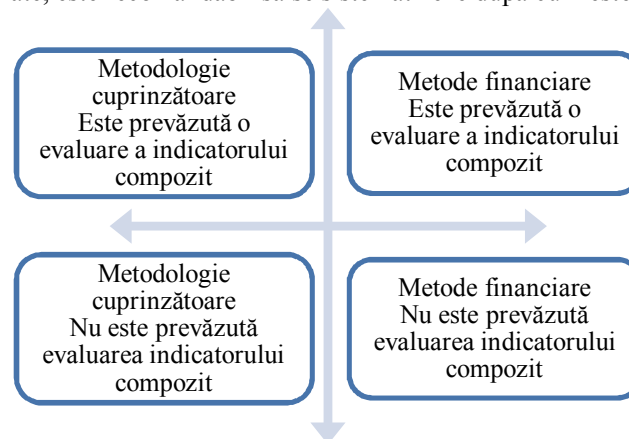 Metodologie
cuprinzătoare
Este prevăzută o
evaluare a indicatorului
compozit
Metode financiare
Este prevăzută o
evaluare a indicatorului
compozit
Metodologie
cuprinzătoare
Nu este prevăzută
evaluarea indicatorului
compozit
Metode financiare
Nu este prevăzută
evaluarea indicatorului
compozit